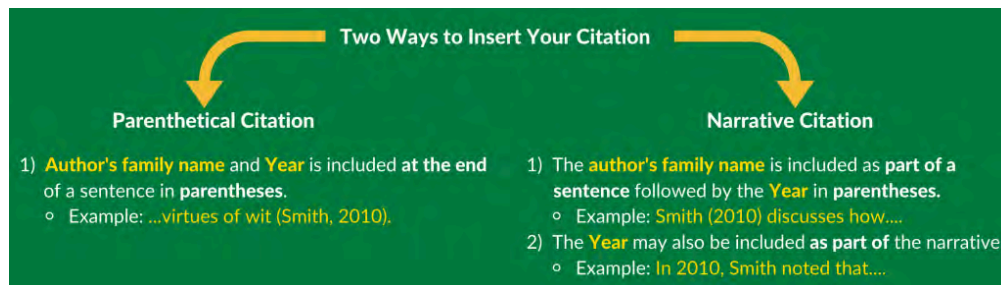 Two Ways to Insert Your Citation
Parenthetical Citation
1) Author's family name and Year is included at the end
of a sentence in parentheses.
○ Example: ...virtues of wit (Smith, 2010).
Narrative Citation
1) The author's family name is included as part of a
sentence followed by the Year in parentheses.
○ Example: Smith (2010) discusses how....
2) The Year may also be included as part of the narrative
○ Example: In 2010, Smith noted that....